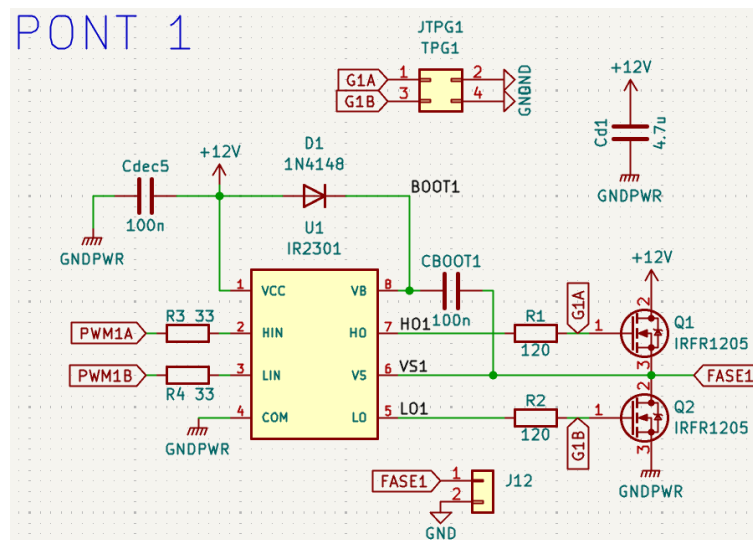 PONT 1
JTPG1
TPG1
G1A 1 2 GND
G1B 3 4 GND
+12V
Cd1 4.7u
GNDPWR
+12V
Cdec5
100n
GNDPWR
D1
1N4148
BOOT1
U1
IR2301
CBOOT1
100n
1 VCC VB 8
PWM1A R3 33 2 HIN HO 7 HO1 R1 120 G1A 1
PWM1B R4 33 3 LIN VS 6 VS1
GNDPWR 4 COM LO 5 LO1 R2 120 G1B 1
+12V
2
Q1
IRFR1205
3
FASE1
2
Q2
IRFR1205
3
GNDPWR
FASE1 1 J12
2
GND